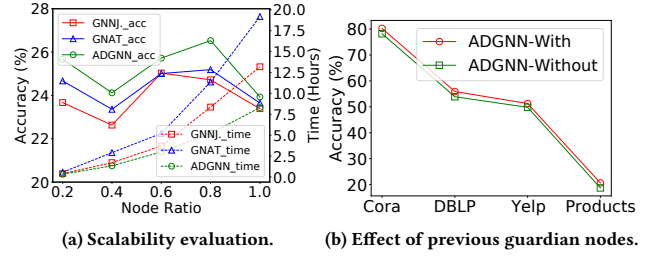 28
26
24
22
20
Accuracy (%)
GNNJ._acc
GNAT_acc
ADGNN_acc
GNNJ._time
GNAT_time
ADGNN_time
20.0
17.5
15.0
12.5
10.0
7.5
5.0
2.5
0.0
Time (Hours)
0.2 0.4 0.6 0.8 1.0
Node Ratio
(a) Scalability evaluation.
80
70
60
50
40
30
20
Accuracy (%)
ADGNN-With
ADGNN-Without
Cora DBLP Yelp Products
(b) Effect of previous guardian nodes.